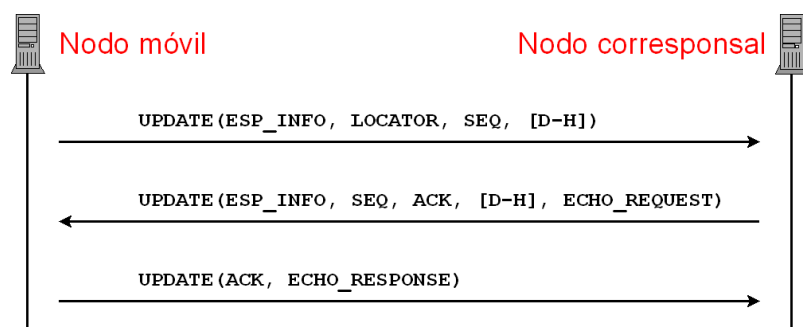 Nodo móvil
Nodo corresponsal
UPDATE(ESP_INFO, LOCATOR, SEQ, [D-H])
UPDATE(ESP_INFO, SEQ, ACK, [D-H], ECHO_REQUEST)
UPDATE(ACK, ECHO_RESPONSE)